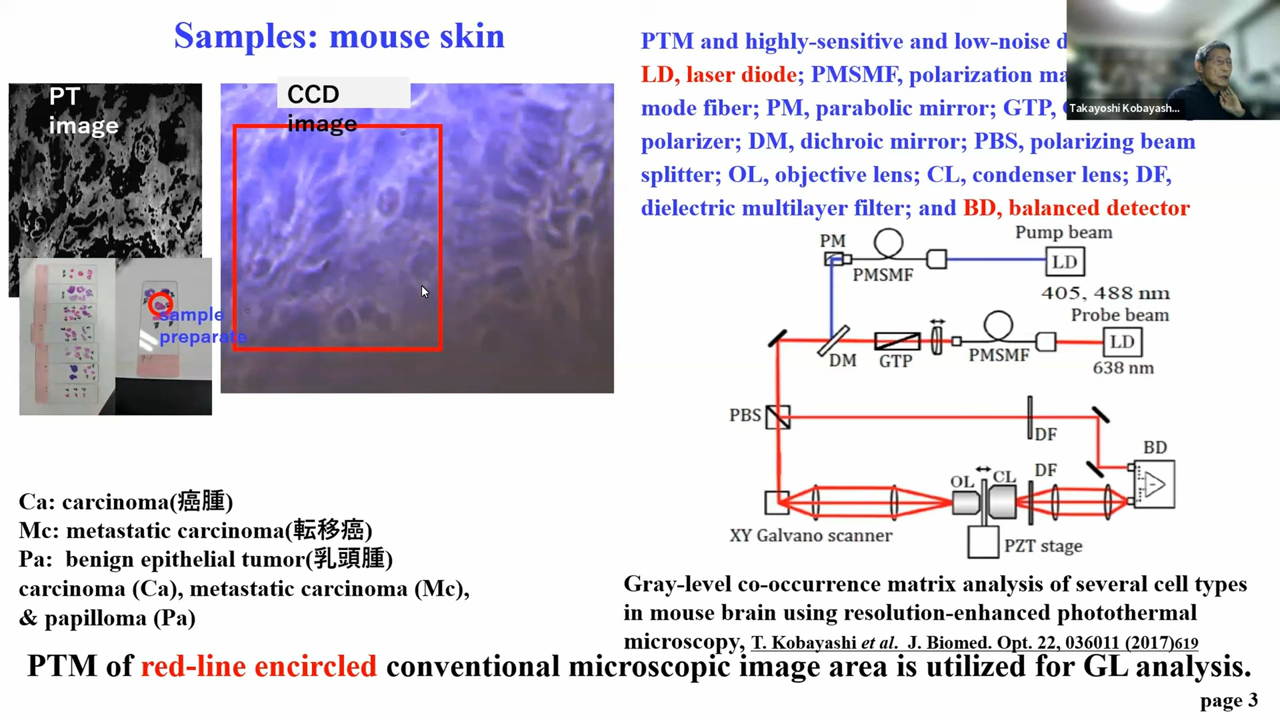 Samples: mouse skin
PT
image
CCD
image
sample
preparate
Ca: carcinoma(癌腫)
Mc: metastatic carcinoma(転移癌)
Pa: benign epithelial tumor(乳頭腫)
carcinoma (Ca), metastatic carcinoma (Mc),
& papilloma (Pa)
PTM and highly-sensitive and low-noise
LD, laser diode; PMSMF, polarization
mode fiber; PM, parabolic mirror; GTP,
polarizer; DM, dichroic mirror; PBS, polarizing beam
splitter; OL, objective lens; CL, condenser lens; DF,
dielectric multilayer filter; and BD, balanced detector
Takayoshi Kobayash...
PM
PMSMF
Pump beam
LD
405, 488 nm
Probe beam
DM
GTP
PMSMF
LD
638 nm
PBS
DF
BD
OL
CL
DF
XY Galvano scanner
PZT stage
Gray-level co-occurrence matrix analysis of several cell types
in mouse brain using resolution-enhanced photothermal
microscopy, T. Kobayashi et al. J. Biomed. Opt. 22, 036011 (2017)619
PTM of red-line encircled conventional microscopic image area is utilized for GL analysis.
page 3